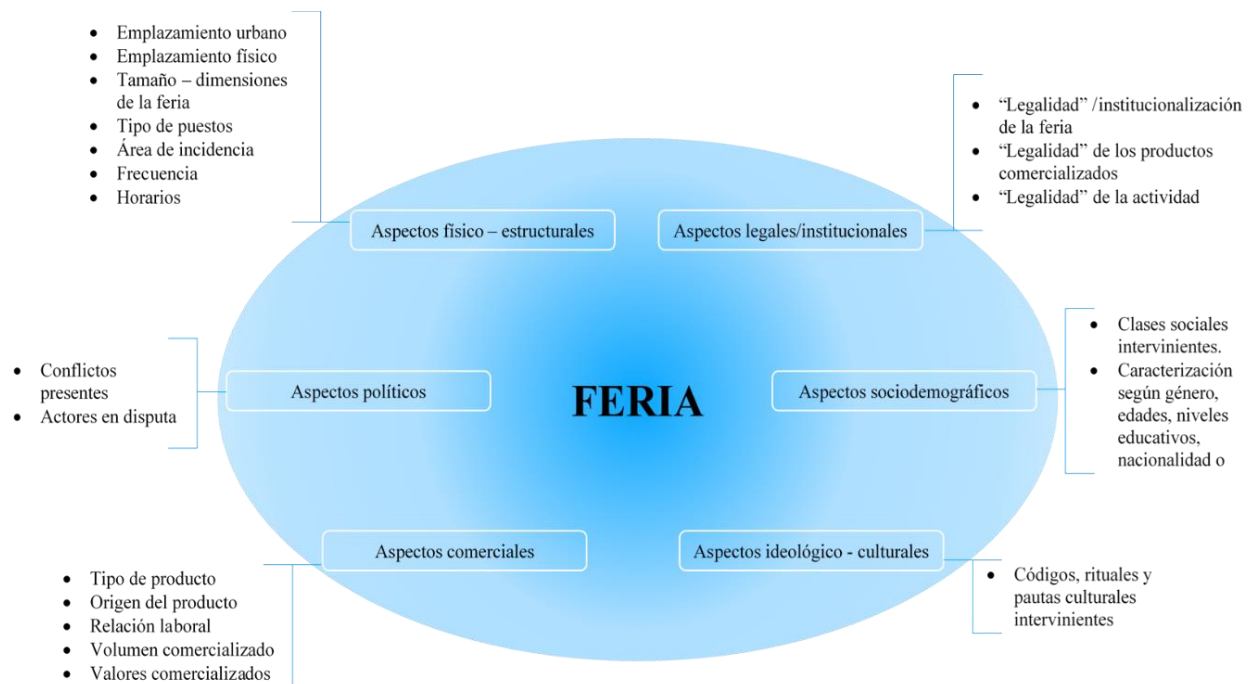 • Emplazamiento urbano
• Emplazamiento físico
• Tamaño – dimensiones
de la feria
• Tipo de puestos
• Área de incidencia
• Frecuencia
• Horarios
• “Legalidad” /institucionalización
de la feria
• “Legalidad” de los productos
comercializados
• “Legalidad” de la actividad
Aspectos físico – estructurales
Aspectos legales/institucionales
• Conflictos
presentes
• Actores en disputa
Aspectos políticos
FERIA
Aspectos sociodemográficos
• Clases sociales
intervinientes.
• Caracterización
según género,
edades, niveles
educativos,
nacionalidad o
Aspectos comerciales
Aspectos ideológico - culturales
• Tipo de producto
• Origen del producto
• Relación laboral
• Volumen comercializado
• Valores comercializados
• Códigos, rituales y
pautas culturales
intervinientes